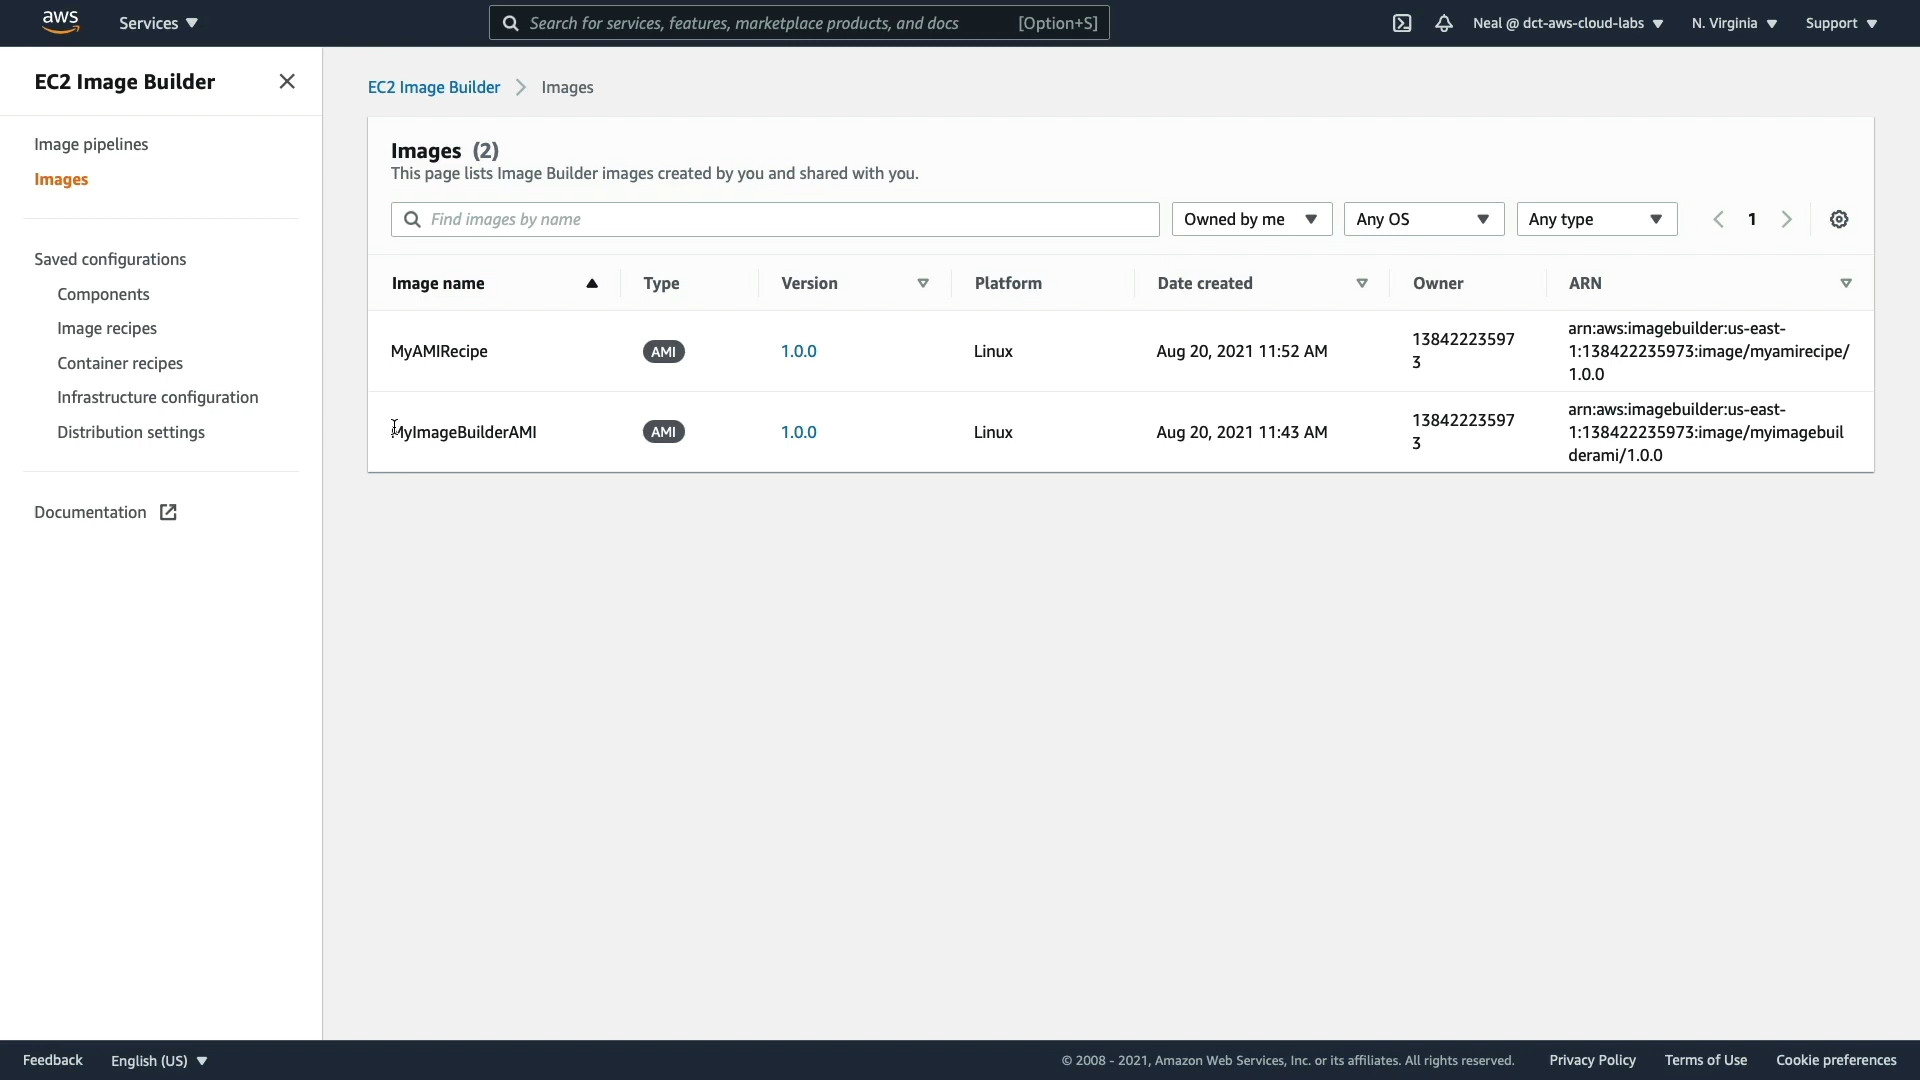 aws Services Search for services, features, marketplace products, and docs [Option+S] Neal @ dct-aws-cloud-labs N. Virginia Support
EC2 Image Builder
Image pipelines
Images
Saved configurations
Components
Image recipes
Container recipes
Infrastructure configuration
Distribution settings
Documentation
EC2 Image Builder Images
Images (2)
This page lists Image Builder images created by you and shared with you.
Find images by name Owned by me Any OS Any type 1
Image name Type Version Platform Date created Owner ARN
MyAMIRecipe AMI 1.0.0 Linux Aug 20, 2021 11:52 AM 13842223597
3 arn:aws:imagebuilder:us-east-
1:138422235973:image/myamirecipe/
1.0.0
MyImageBuilderAMI AMI 1.0.0 Linux Aug 20, 2021 11:43 AM 13842223597
3 arn:aws:imagebuilder:us-east-
1:138422235973:image/myimagebuil
derami/1.0.0
Feedback English (US) © 2008 - 2021, Amazon Web Services, Inc. or its affiliates. All rights reserved. Privacy Policy Terms of Use Cookie preferences